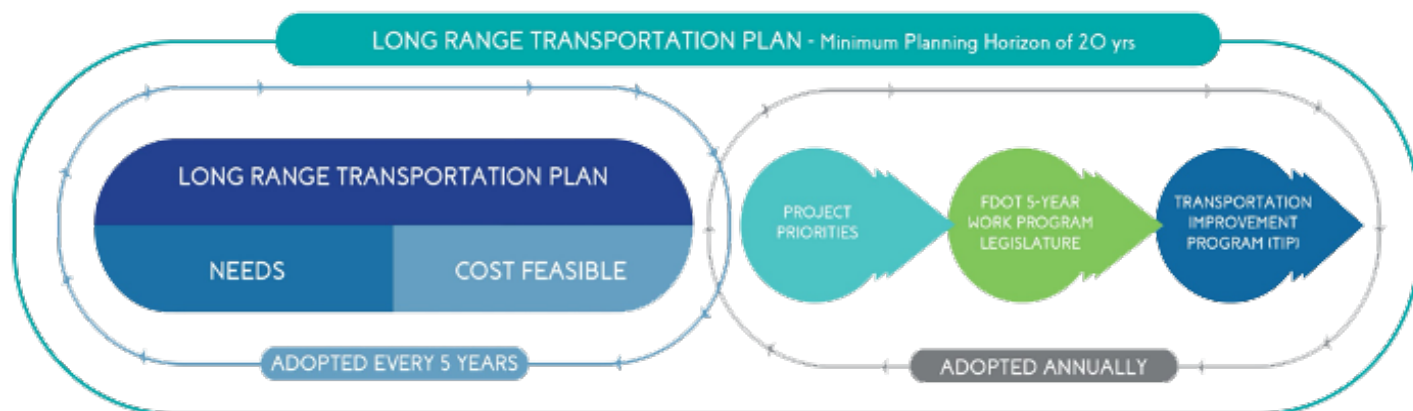 LONG RANGE TRANSPORTATION PLAN - Minimum Planning Horizon of 20 yrs
LONG RANGE TRANSPORTATION PLAN
NEEDS
COST FEASIBLE
ADOPTED EVERY 5 YEARS
PROJECT
PRIORITIES
FDOT 5-YEAR
WORK PROGRAM
LEGISLATURE
TRANSPORTATION
IMPROVEMENT
PROGRAM (TIP)
ADOPTED ANNUALLY